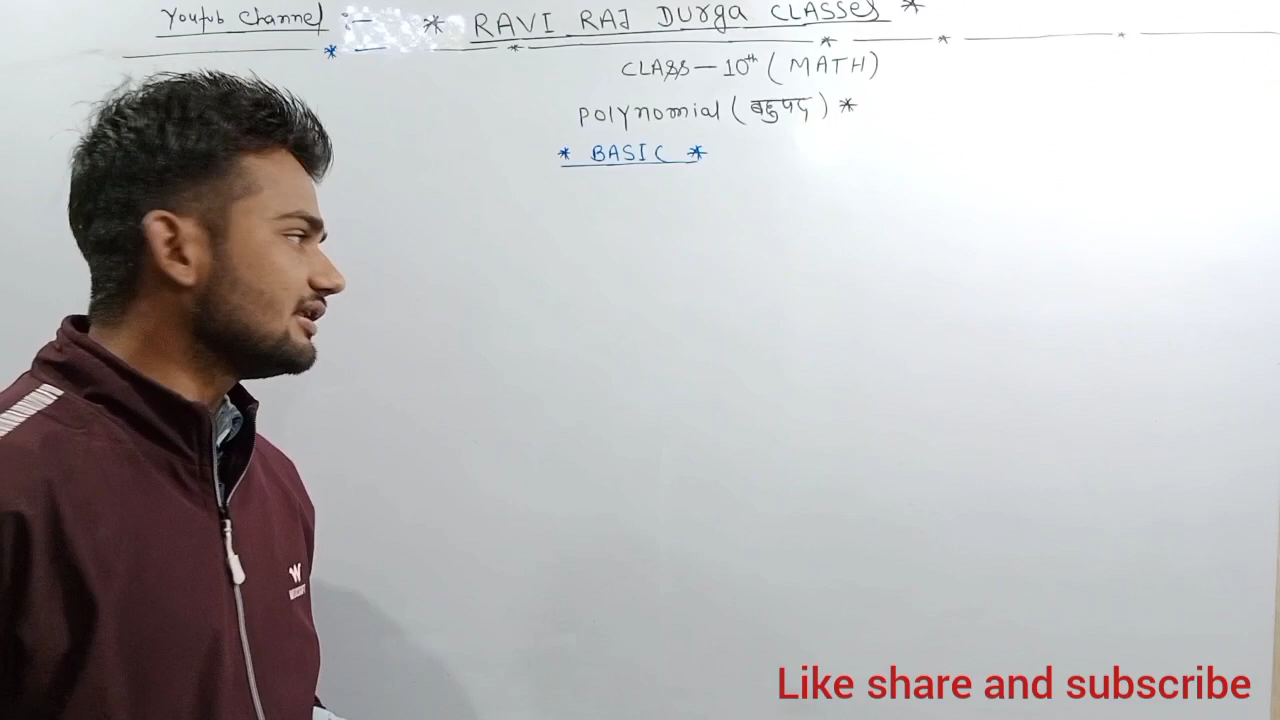 Youtub channel :- * RAVI RAJ DUrga CLASSES *
CLASS - 10th (MATH)
POlynomial (बहुपद) *
* BASIC *
W
Like share and subscribe